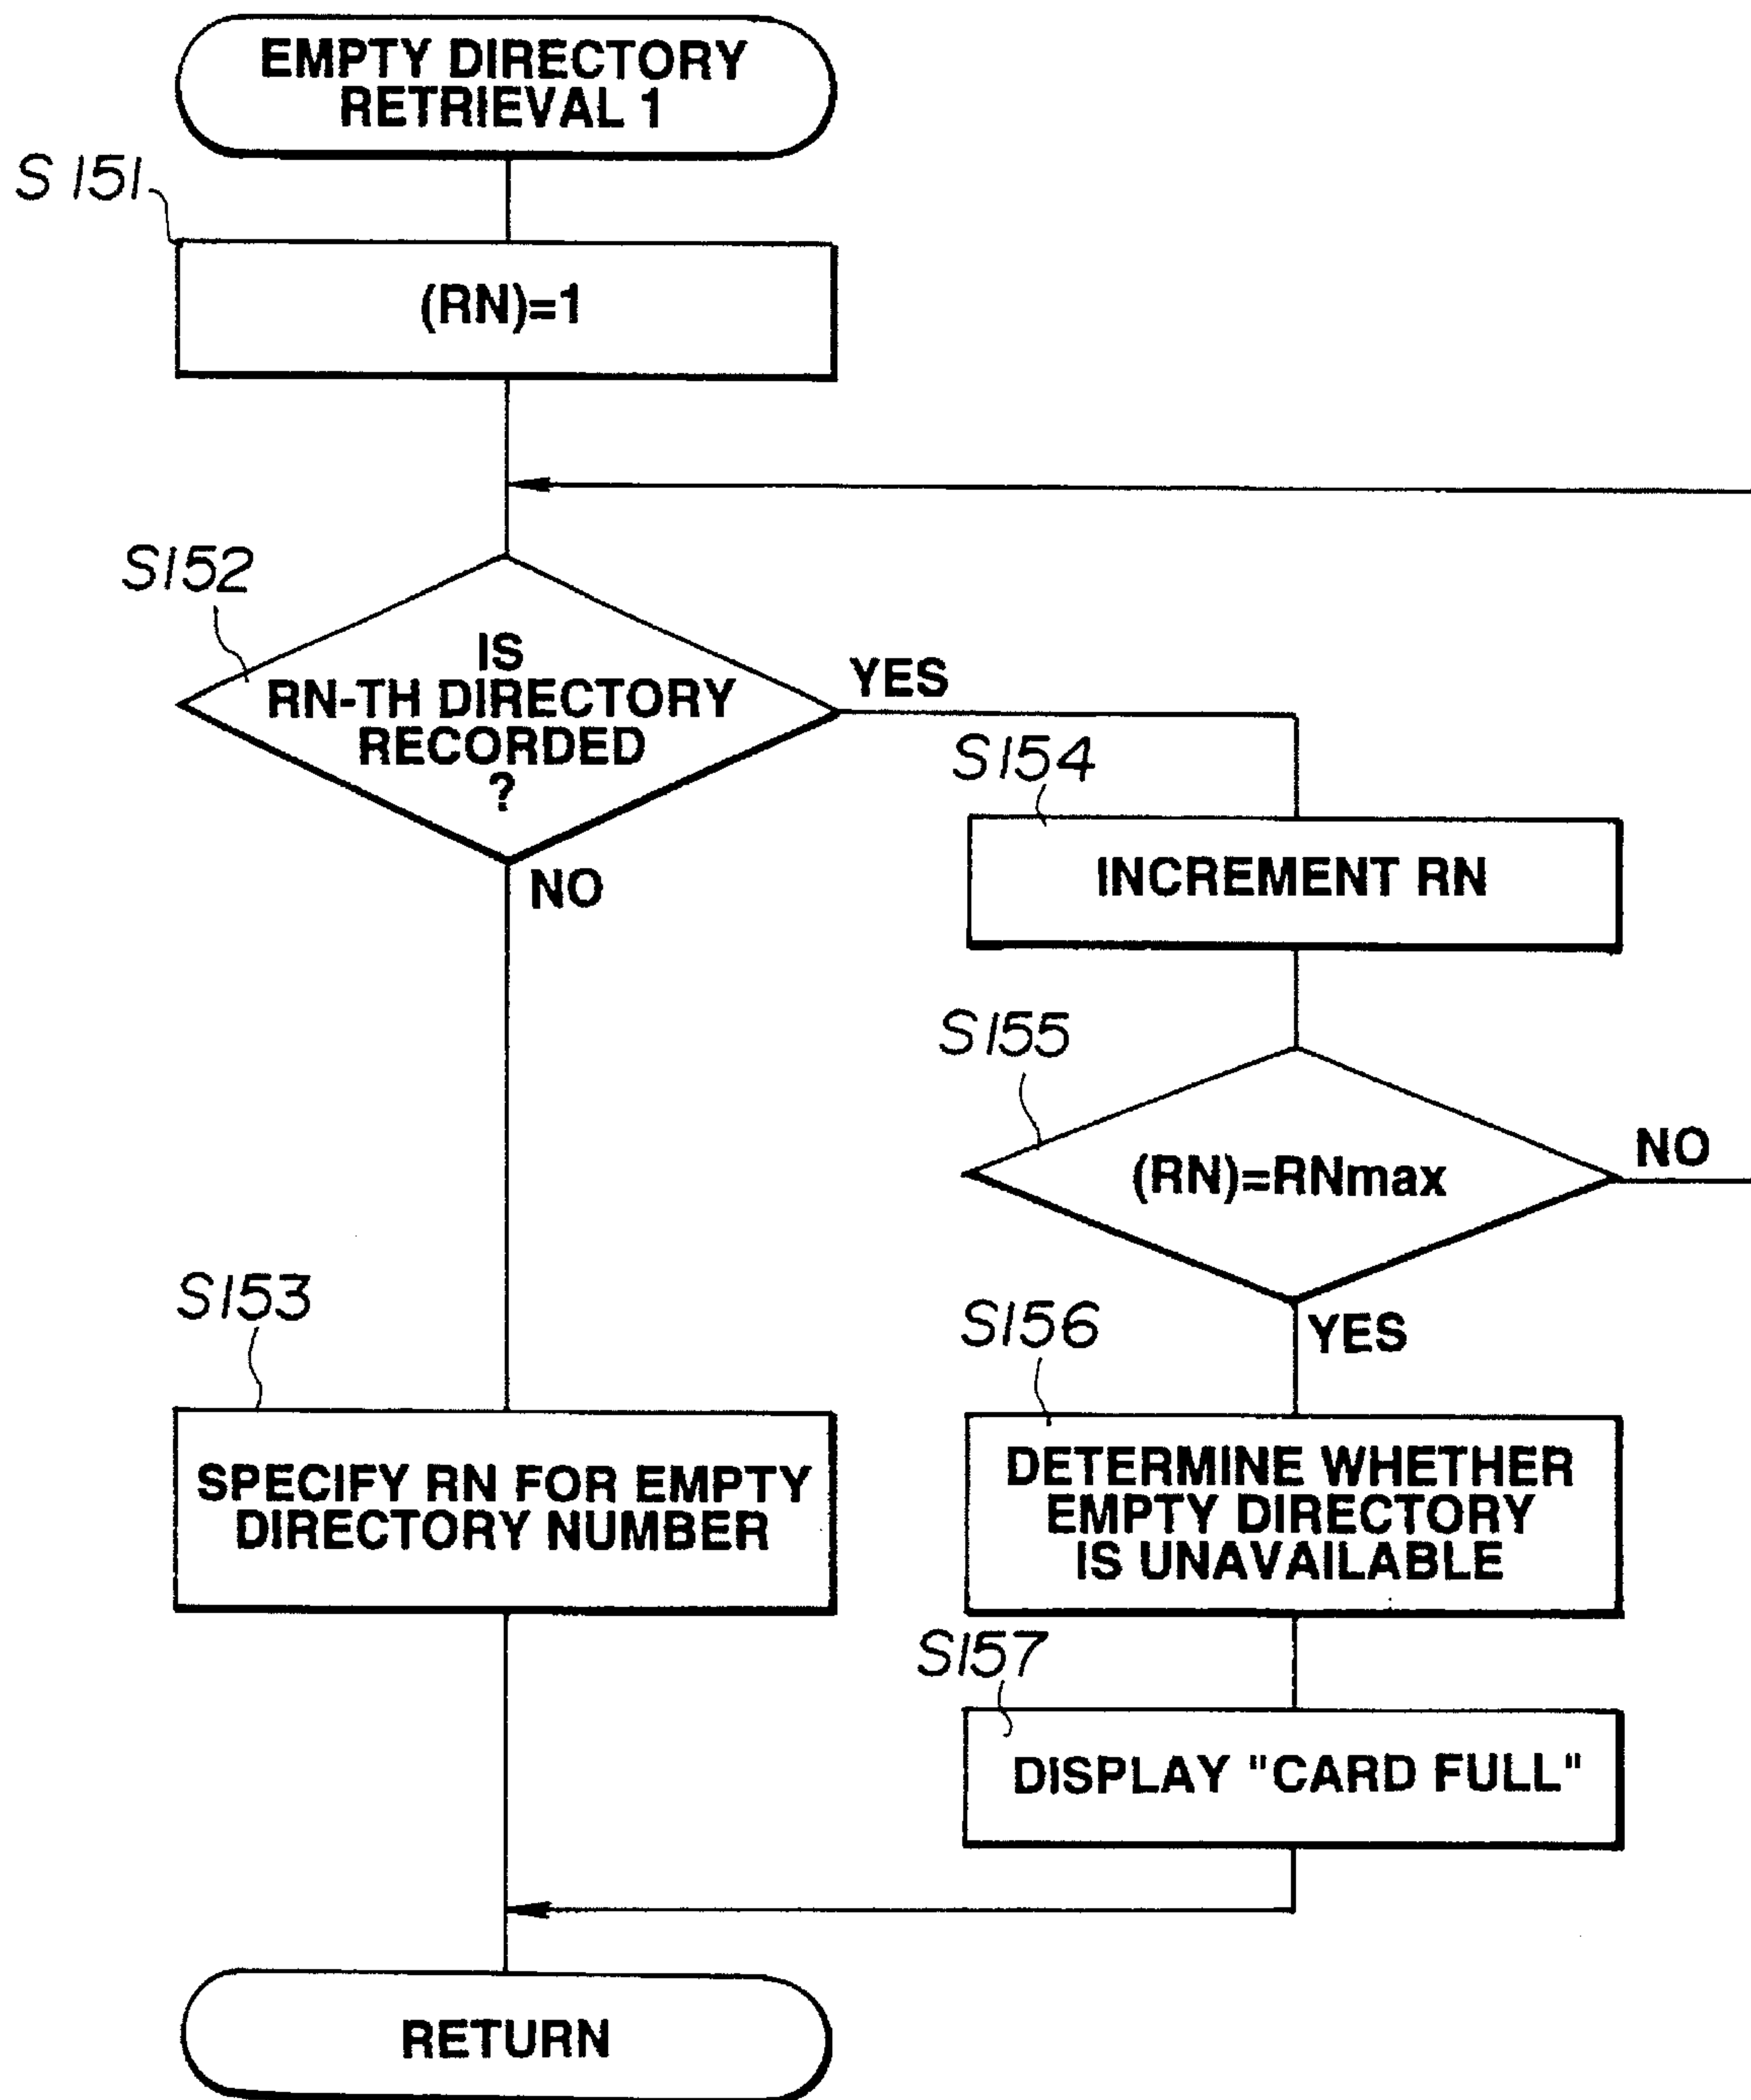 EMPTY DIRECTORY
RETRIEVAL 1
S151
(RN)=1
S152
IS
RN-TH DIRECTORY
RECORDED
?
YES
NO
S154
INCREMENT RN
S155
(RN)=RNmax
NO
YES
S153
SPECIFY RN FOR EMPTY
DIRECTORY NUMBER
S156
DETERMINE WHETHER
EMPTY DIRECTORY
IS UNAVAILABLE
S157
DISPLAY "CARD FULL"
RETURN